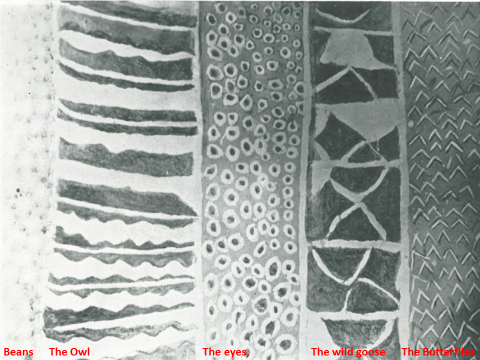 Beans The Owl The eyes, The wild goose The Butterflies